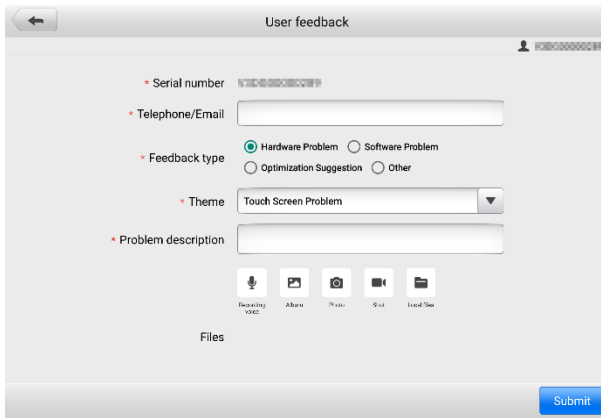 User feedback
* Serial number
* Telephone/Email
* Feedback type
Hardware Problem Software Problem
Optimization Suggestion Other
* Theme
Touch Screen Problem
* Problem description
Recording voice Album Photo Shot Local files
Files
Submit